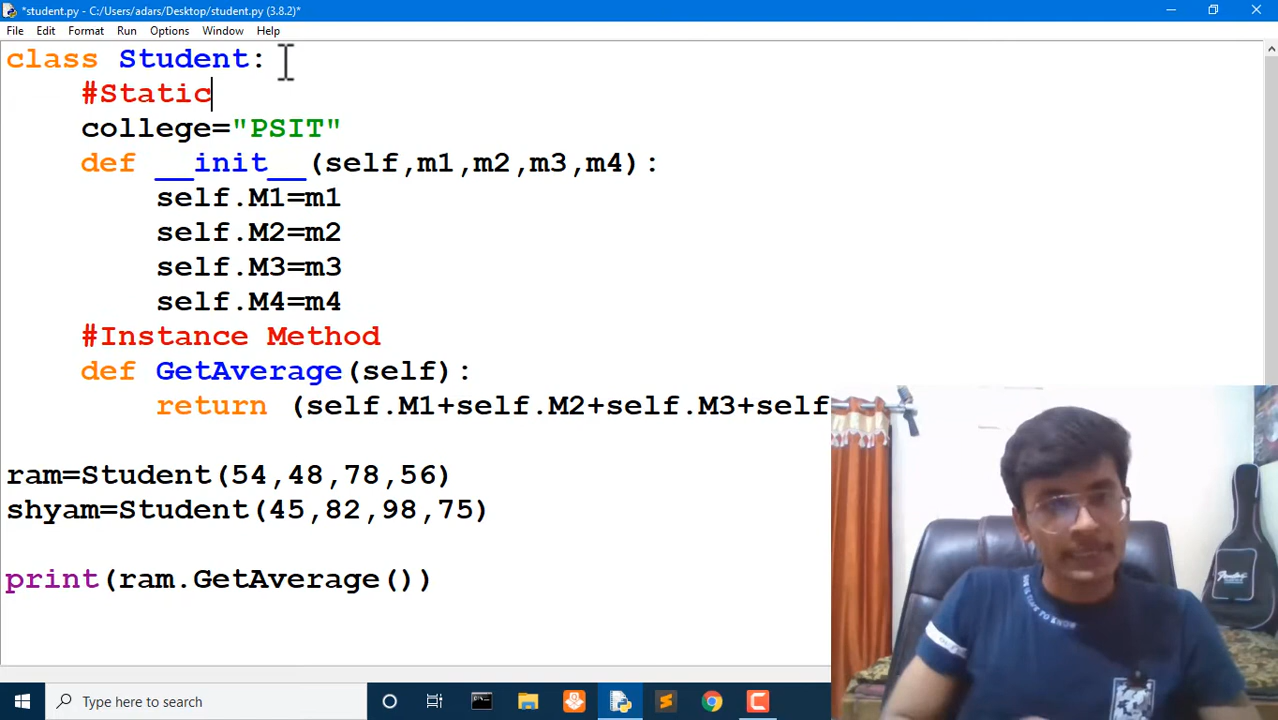 *student.py - C:/Users/adars/Desktop/student.py (3.8.2)*
File Edit Format Run Options Window Help
class Student:
#Static
college="PSIT"
def __init__(self,m1,m2,m3,m4):
self.M1=m1
self.M2=m2
self.M3=m3
self.M4=m4
#Instance Method
def GetAverage(self):
return (self.M1+self.M2+self.M3+self
ram=Student(54,48,78,56)
shyam=Student(45,82,98,75)
print(ram.GetAverage())
Type here to search